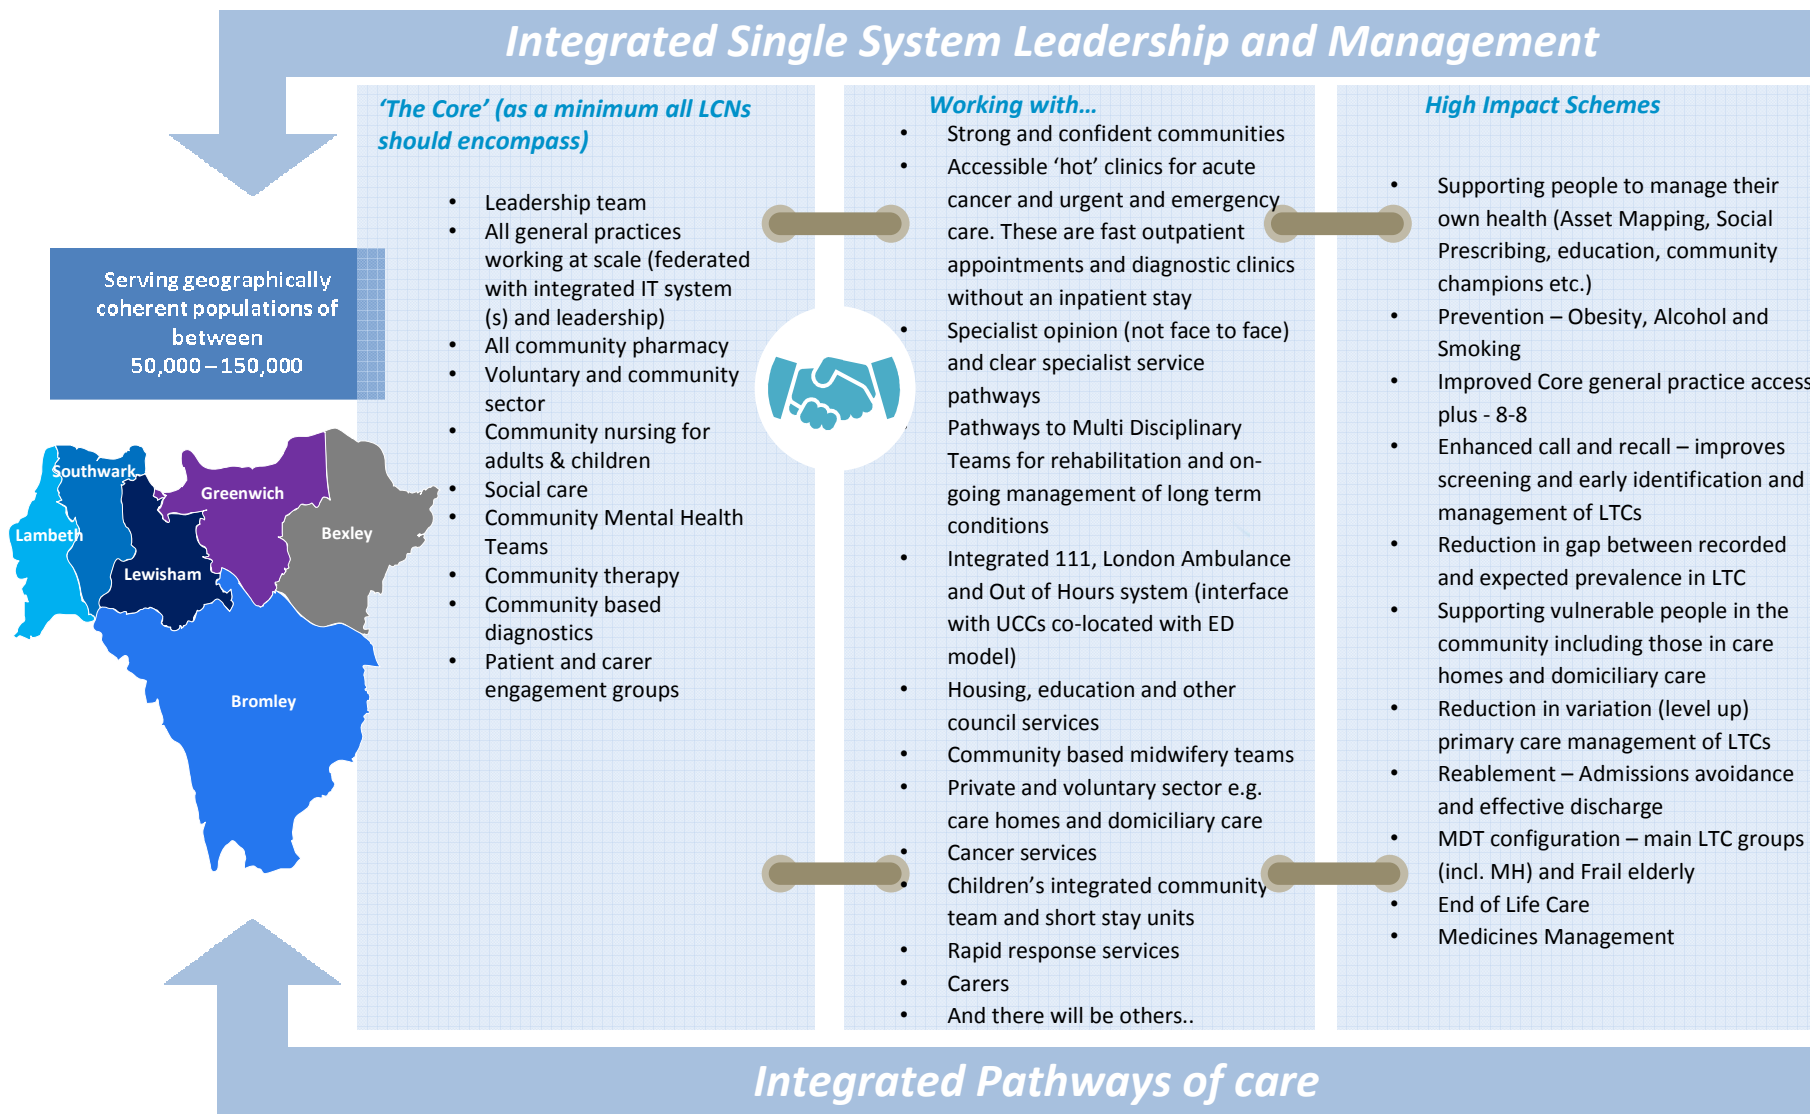 Integrated Single System Leadership and Management
Serving geographically
coherent populations of
between
50,000 – 150,000
Southwark
Greenwich
Lambeth
Bexley
Lewisham
Bromley
‘The Core’ (as a minimum all LCNs
should encompass)
• Leadership team
• All general practices
working at scale (federated
with integrated IT system
(s) and leadership)
• All community pharmacy
• Voluntary and community
sector
• Community nursing for
adults & children
• Social care
• Community Mental Health
Teams
• Community therapy
• Community based
diagnostics
• Patient and carer
engagement groups
Working with…
• Strong and confident communities
• Accessible ‘hot’ clinics for acute
cancer and urgent and emergency
care. These are fast outpatient
appointments and diagnostic clinics
without an inpatient stay
• Specialist opinion (not face to face)
and clear specialist service
pathways
• Pathways to Multi Disciplinary
Teams for rehabilitation and on-
going management of long term
conditions
• Integrated 111, London Ambulance
and Out of Hours system (interface
with UCCs co-located with ED
model)
• Housing, education and other
council services
• Community based midwifery teams
• Private and voluntary sector e.g.
care homes and domiciliary care
• Cancer services
• Children’s integrated community
team and short stay units
• Rapid response services
• Carers
• And there will be others..
High Impact Schemes
• Supporting people to manage their
own health (Asset Mapping, Social
Prescribing, education, community
champions etc.)
• Prevention – Obesity, Alcohol and
Smoking
• Improved Core general practice access
plus - 8-8
• Enhanced call and recall – improves
screening and early identification and
management of LTCs
• Reduction in gap between recorded
and expected prevalence in LTC
• Supporting vulnerable people in the
community including those in care
homes and domiciliary care
• Reduction in variation (level up)
primary care management of LTCs
• Reablement – Admissions avoidance
and effective discharge
• MDT configuration – main LTC groups
(incl. MH) and Frail elderly
• End of Life Care
• Medicines Management
Integrated Pathways of care